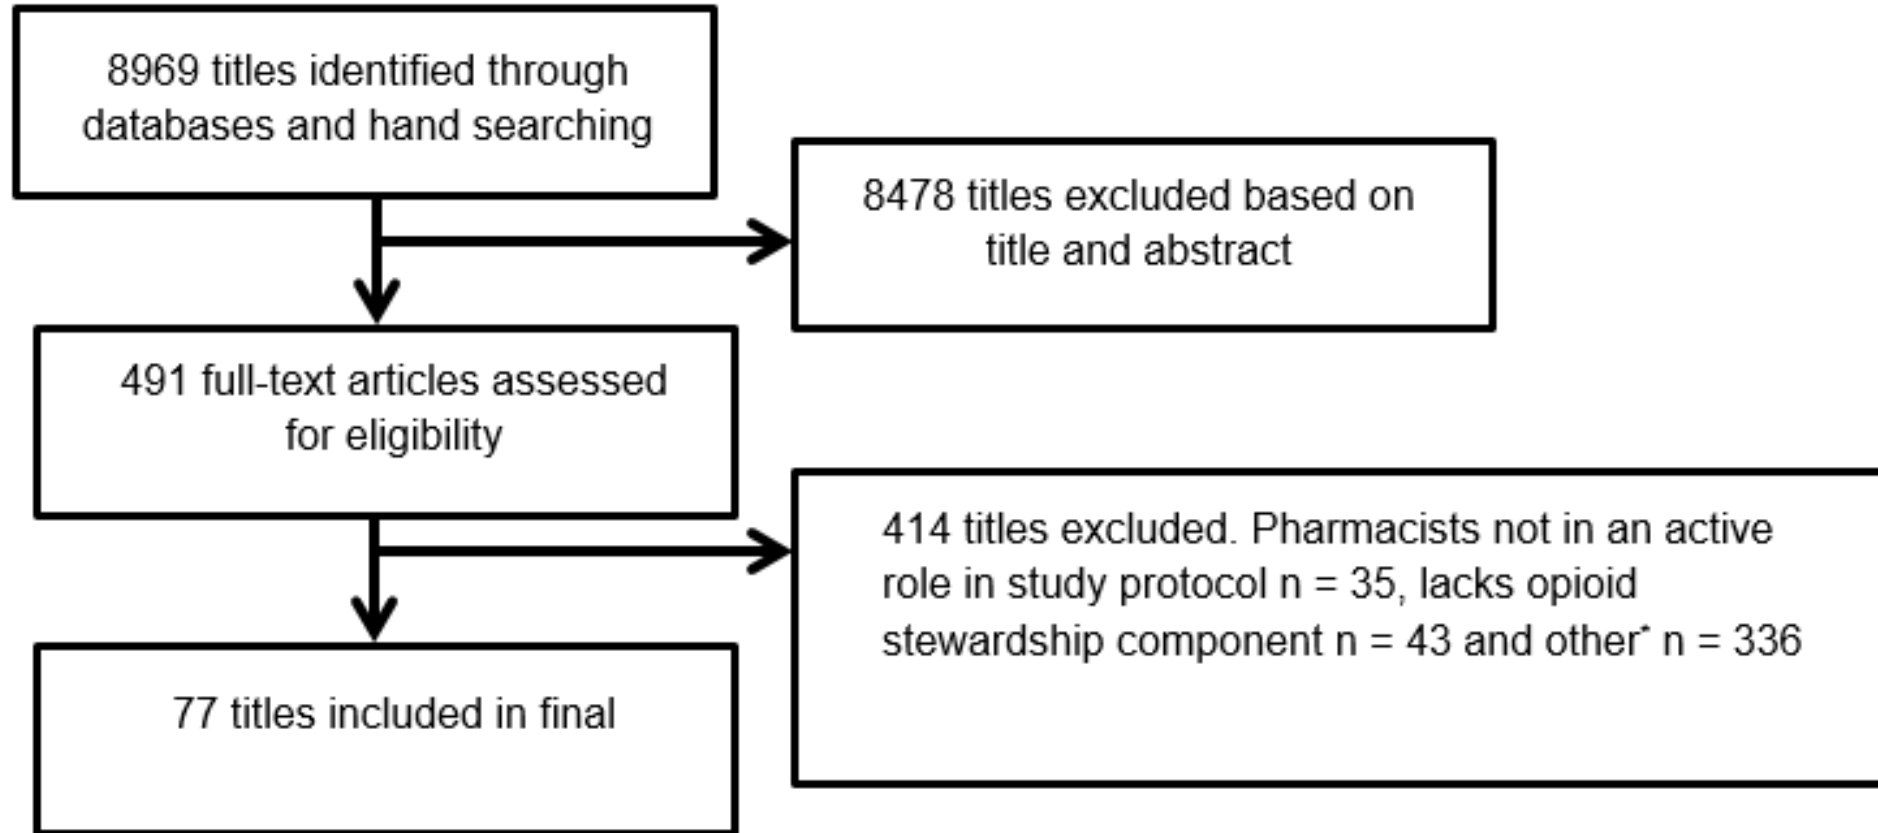 8969 titles identified through
databases and hand searching
8478 titles excluded based on
title and abstract
491 full-text articles assessed
for eligibility
414 titles excluded. Pharmacists not in an active
role in study protocol n = 35, lacks opioid
stewardship component n = 43 and other* n = 336
77 titles included in final